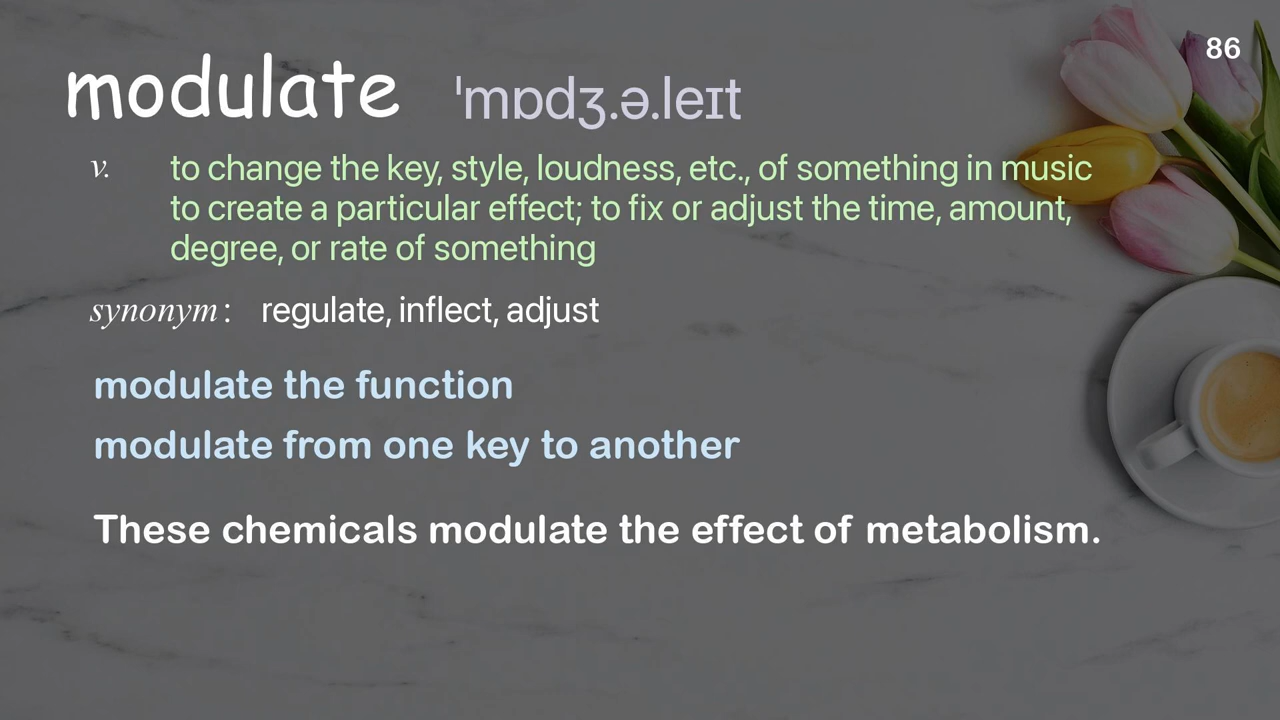 86
modulate ˈmɒdʒ.ə.leɪt
v. to change the key, style, loudness, etc., of something in music
to create a particular effect; to fix or adjust the time, amount,
degree, or rate of something
synonym: regulate, inflect, adjust
modulate the function
modulate from one key to another
These chemicals modulate the effect of metabolism.